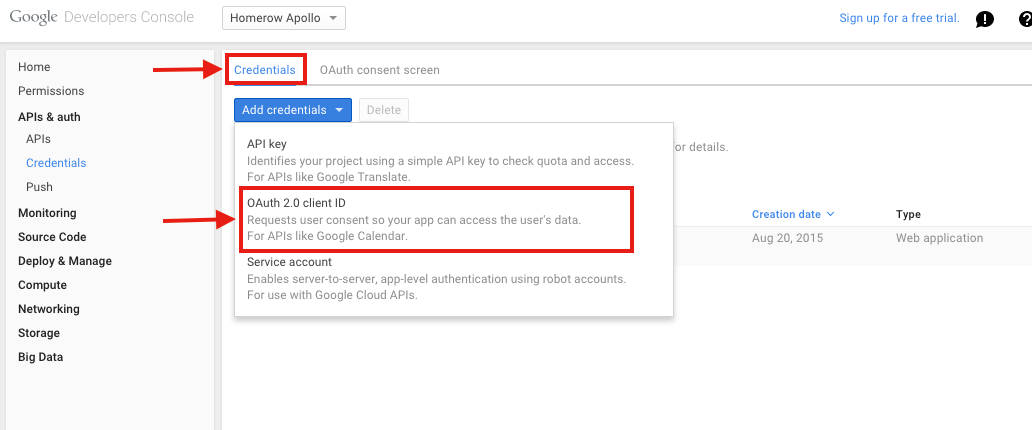 Google Developers Console
Homerow Apollo
Sign up for a free trial.
Home
Permissions
APIs & auth
APIs
Credentials
Push
Monitoring
Source Code
Deploy & Manage
Compute
Networking
Storage
Big Data
Credentials
OAuth consent screen
Add credentials
Delete
API key
Identifies your project using a simple API key to check quota and access.
For APIs like Google Translate.
OAuth 2.0 client ID
Requests user consent so your app can access the user's data.
For APIs like Google Calendar.
Service account
Enables server-to-server, app-level authentication using robot accounts.
For use with Google Cloud APIs.
for details.
Creation date
Type
Aug 20, 2015
Web application